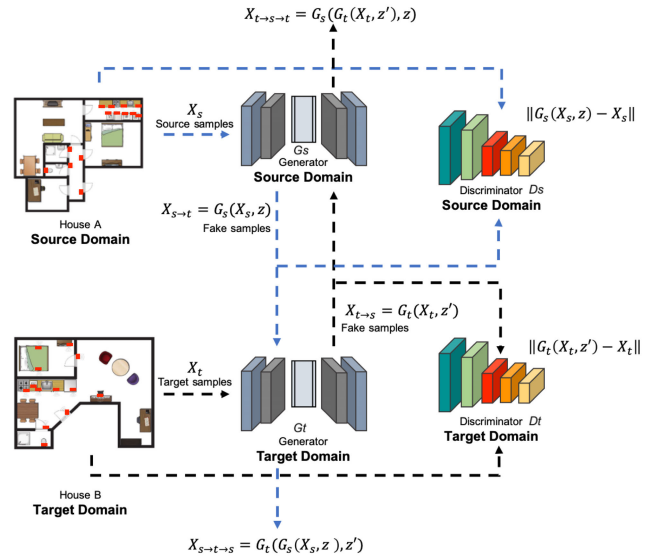 X_{t→s→t} = G_s(G_t(X_t, z'), z)
X_s
Source samples
Gs
Generator
Source Domain
‖G_s(X_s, z) − X_s‖
Discriminator Ds
Source Domain
House A
Source Domain
X_{s→t} = G_s(X_s, z)
Fake samples
X_{t→s} = G_t(X_t, z')
Fake samples
X_t
Target samples
Gt
Generator
Target Domain
‖G_t(X_t, z') − X_t‖
Discriminator Dt
Target Domain
House B
Target Domain
X_{s→t→s} = G_t(G_s(X_s, z ), z')